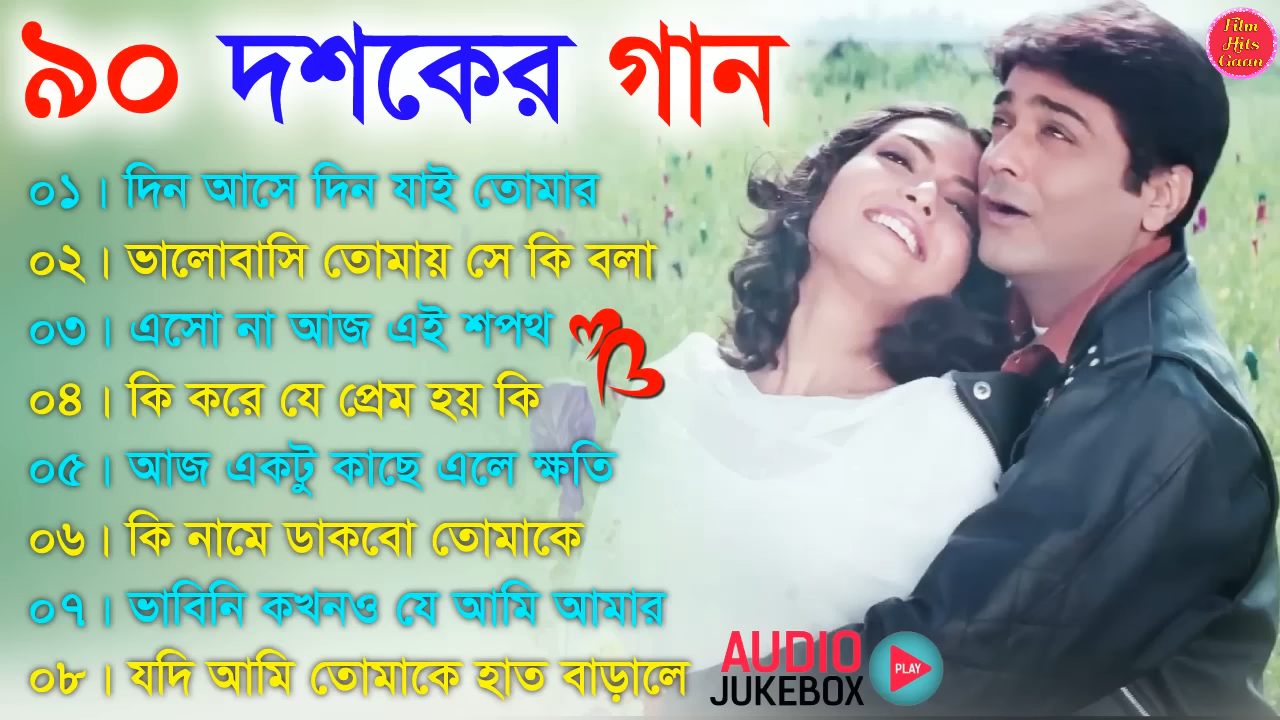 ৯০ দশকের গান
Film
Hits
Gaan
০১। দিন আসে দিন যাই তোমার
০২। ভালোবাসি তোমায় সে কি বলা
০৩। এসো না আজ এই শপথ
০৪। কি করে যে প্রেম হয় কি
০৫। আজ একটু কাছে এলে ক্ষতি
০৬। কি নামে ডাকবো তোমাকে
০৭। ভাবিনি কখনও যে আমি আমার
০৮। যদি আমি তোমাকে হাত বাড়ালে
AUDIO
JUKEBOX
PLAY